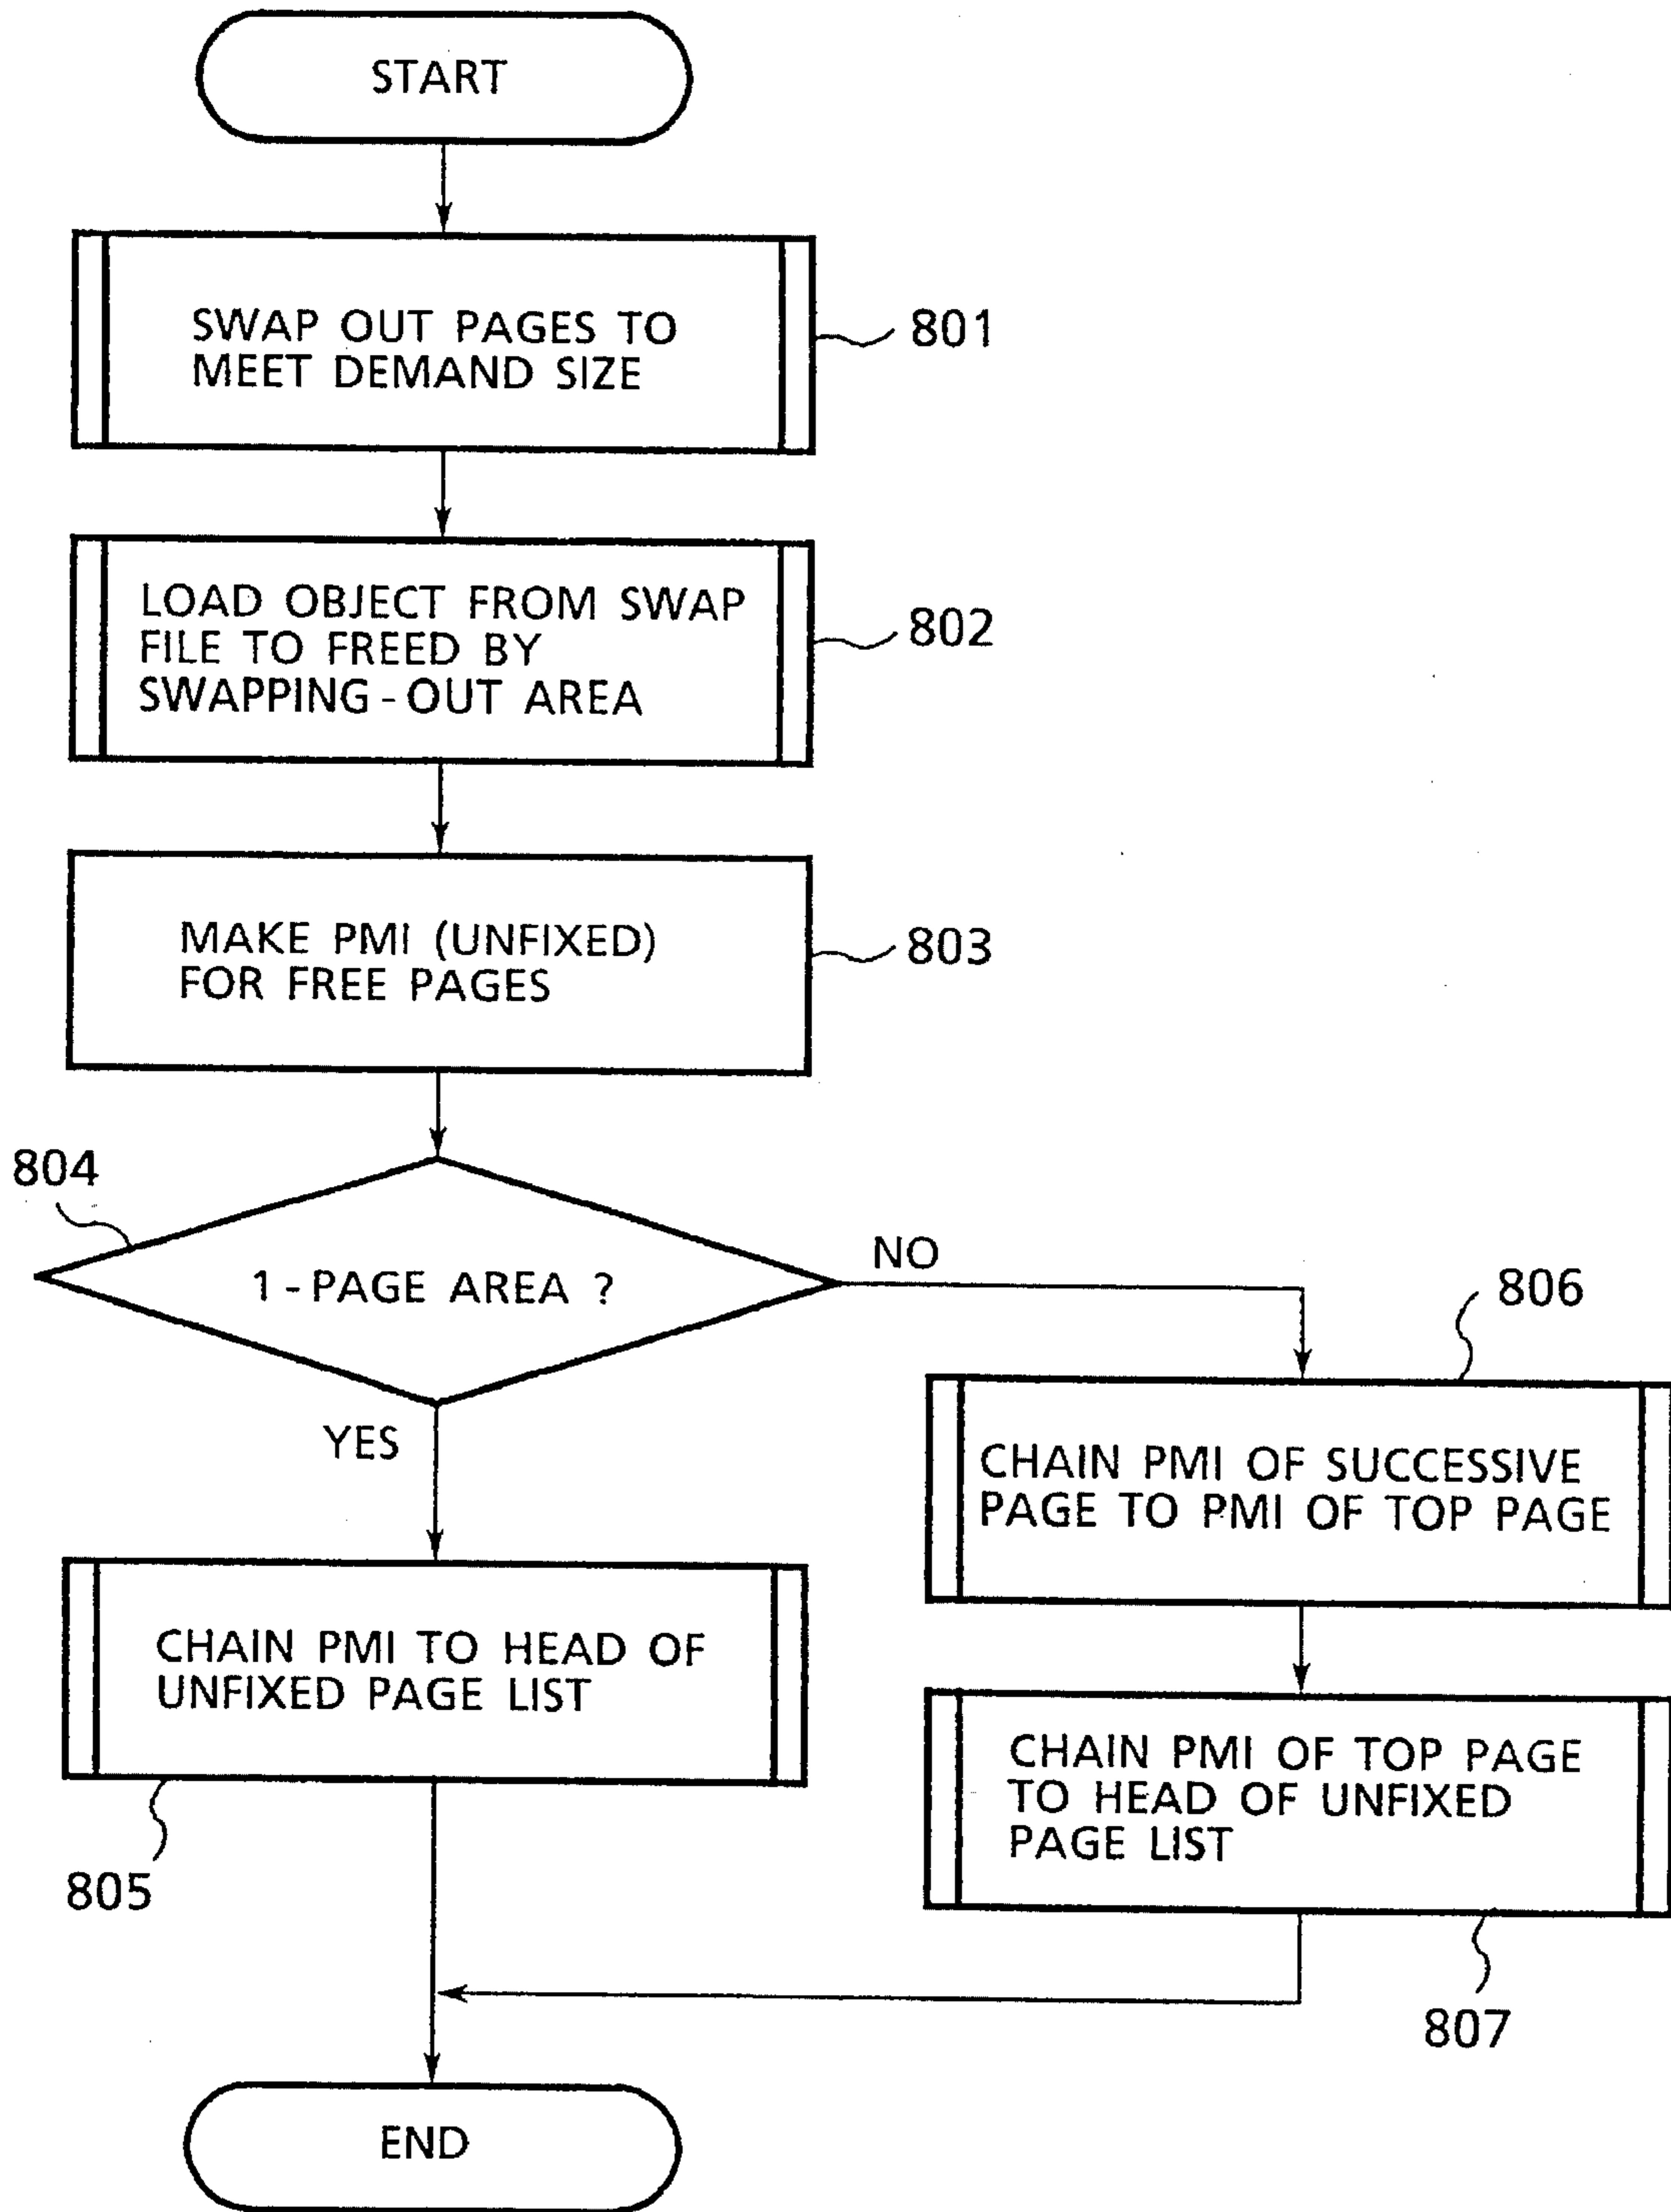 START
SWAP OUT PAGES TO
MEET DEMAND SIZE
801
LOAD OBJECT FROM SWAP
FILE TO FREED BY
SWAPPING-OUT AREA
802
MAKE PMI (UNFIXED)
FOR FREE PAGES
803
804
1-PAGE AREA ?
NO
YES
806
CHAIN PMI OF SUCCESSIVE
PAGE TO PMI OF TOP PAGE
CHAIN PMI TO HEAD OF
UNFIXED PAGE LIST
805
CHAIN PMI OF TOP PAGE
TO HEAD OF UNFIXED
PAGE LIST
807
END